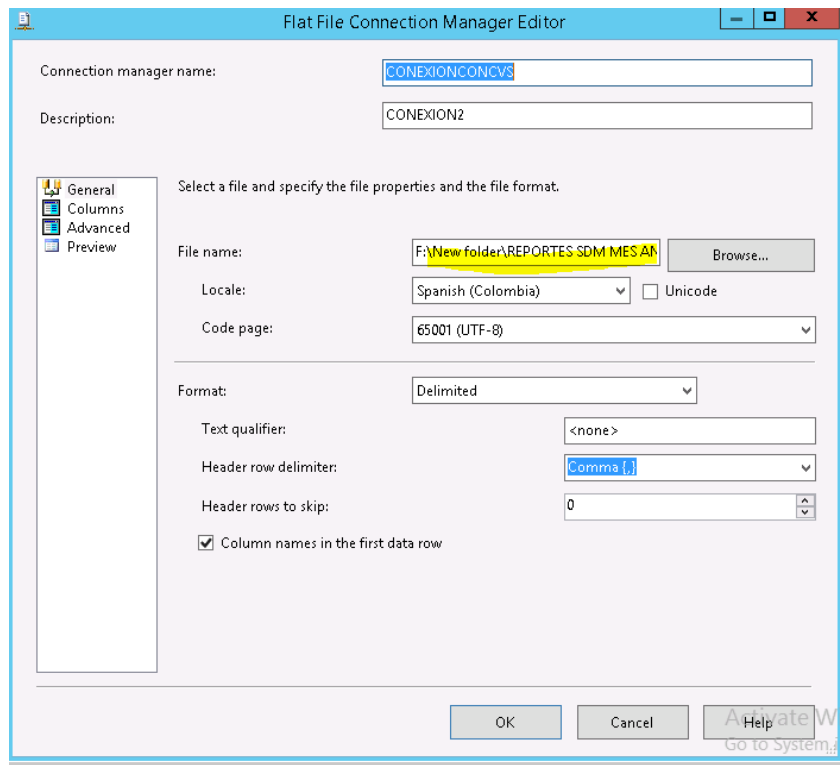 Flat File Connection Manager Editor
Connection manager name: CONEXIONCONCVS
Description: CONEXION2
General
Columns
Advanced
Preview
Select a file and specify the file properties and the file format.
File name: F:\New folder\REPORTES SDM MES AN Browse...
Locale: Spanish (Colombia) Unicode
Code page: 65001 (UTF-8)
Format: Delimited
Text qualifier: <none>
Header row delimiter: Comma {,}
Header rows to skip: 0
Column names in the first data row
OK Cancel Help
Activate W
Go to System